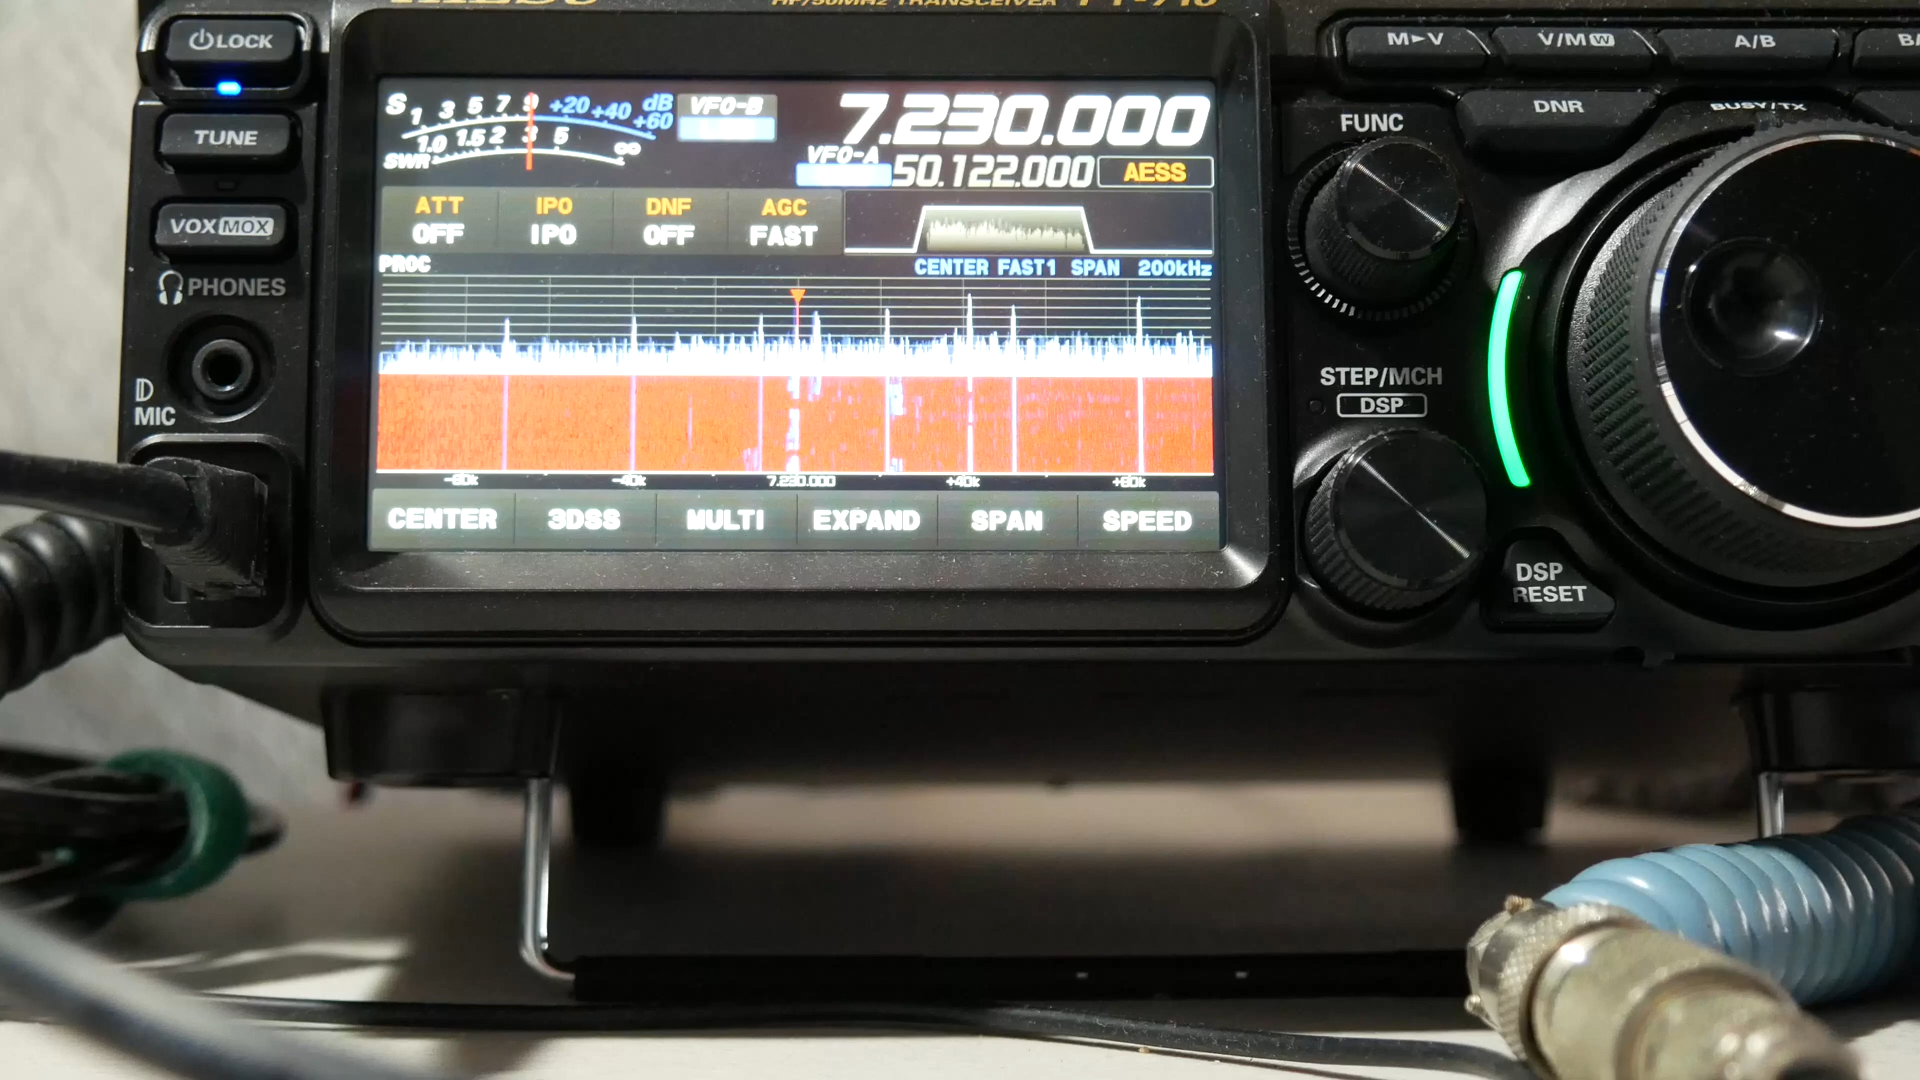 HF/50MHz TRANSCEIVER FT-710
LOCK
TUNE
VOX MOX
PHONES
MIC
S 1 3 5 7 9 +20 +40 +60 dB
SWR 1.0 1.5 2 3 5 ∞
VFO-B
7.230.000
VFO-A
50.122.000
AESS
ATT IPO DNF AGC
OFF IPO OFF FAST
PROC
CENTER FAST1 SPAN 200kHz
-80k -40k 7.230.000 +40k +80k
CENTER 3DSS MULTI EXPAND SPAN SPEED
M►V V/M W A/B
DNR
BUSY/TX
FUNC
STEP/MCH
DSP
DSP
RESET